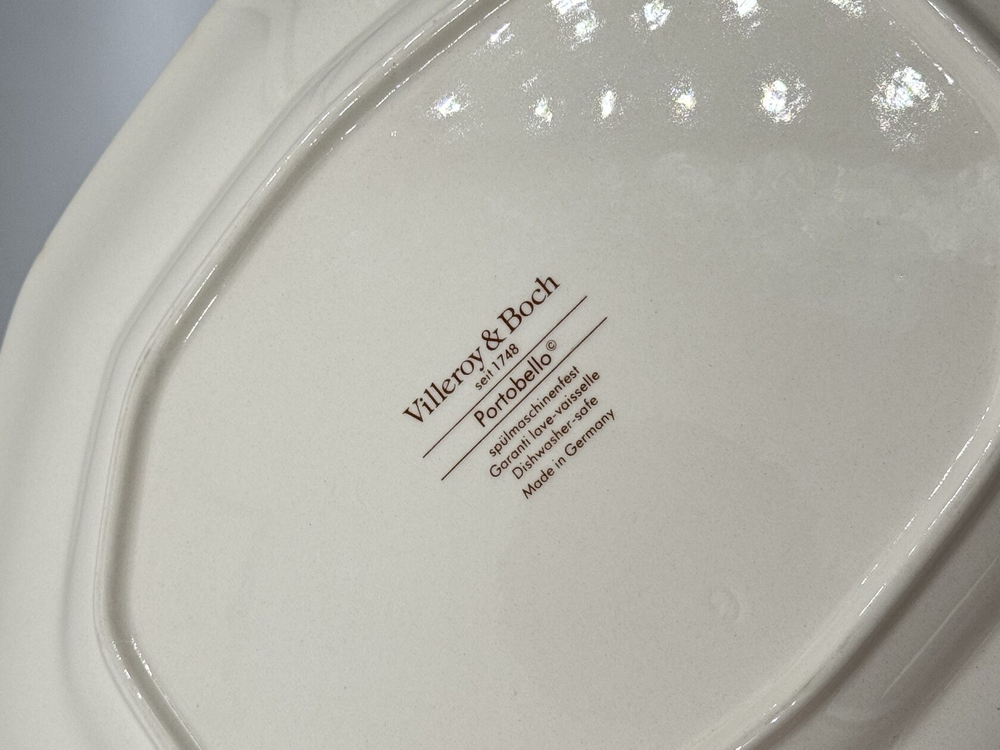 Villeroy & Boch
seit 1748
Portobello©
spülmaschinenfest
Garanti lave-vaisselle
Dishwasher-safe
Made in Germany